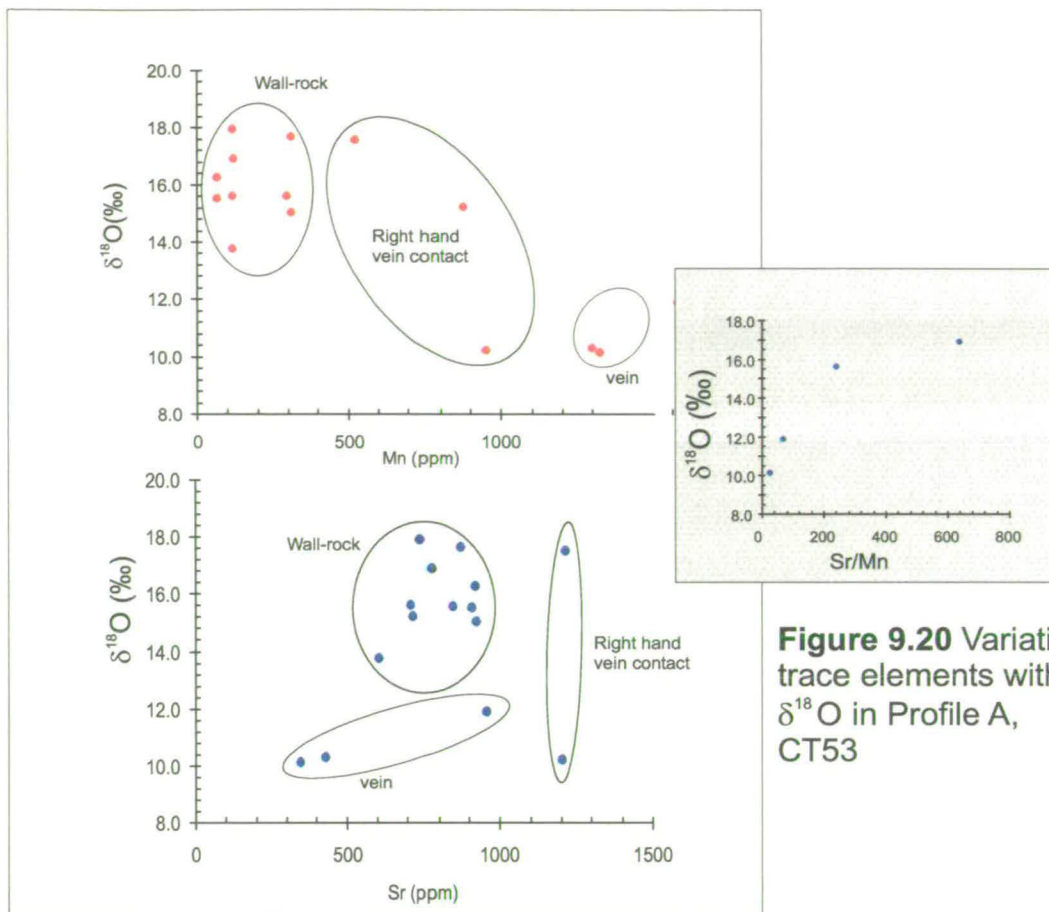 20.0
18.0
16.0
14.0
12.0
10.0
8.0
δ¹⁸O(‰)
Wall-rock
Right hand
vein contact
vein
0
500
1000
Mn (ppm)
20.0
18.0
16.0
14.0
12.0
10.0
8.0
δ¹⁸O (‰)
Wall-rock
Right hand
vein contact
vein
0
500
1000
1500
Sr (ppm)
18.0
16.0
14.0
12.0
10.0
8.0
δ¹⁸O (‰)
0
200
400
600
800
Sr/Mn
Figure 9.20 Variati
trace elements with
δ¹⁸O in Profile A,
CT53